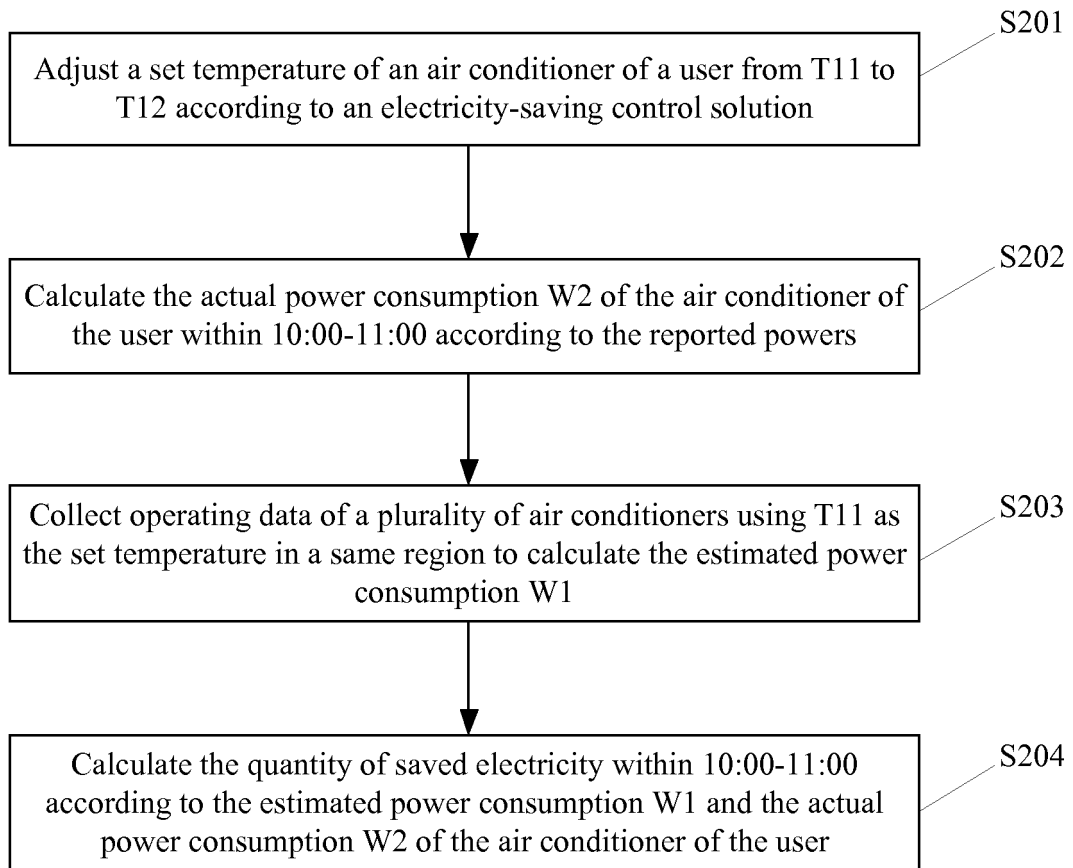 S201
Adjust a set temperature of an air conditioner of a user from T11 to
T12 according to an electricity-saving control solution
S202
Calculate the actual power consumption W2 of the air conditioner of
the user within 10:00-11:00 according to the reported powers
S203
Collect operating data of a plurality of air conditioners using T11 as
the set temperature in a same region to calculate the estimated power
consumption W1
S204
Calculate the quantity of saved electricity within 10:00-11:00
according to the estimated power consumption W1 and the actual
power consumption W2 of the air conditioner of the user